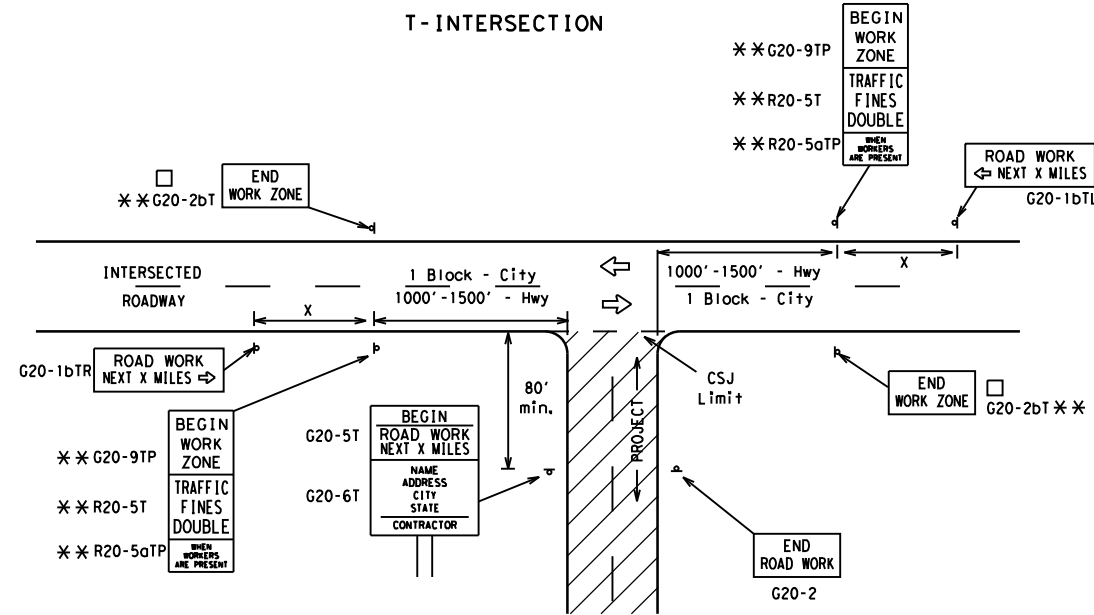 T-INTERSECTION
BEGIN
WORK
ZONE
TRAFFIC
FINES
DOUBLE
WHEN
WORKERS
ARE PRESENT
**G20-9TP
**R20-5T
**R20-5aTP
ROAD WORK
⇦ NEXT X MILES
G20-1bTL
□
**G20-2bT
END
WORK ZONE
INTERSECTED
ROADWAY
1 Block - City
1000'-1500' - Hwy
X
1000'-1500' - Hwy
1 Block - City
X
G20-1bTR
ROAD WORK
NEXT X MILES ⇨
80'
min.
CSJ
Limit
PROJECT
END
WORK ZONE
□
G20-2bT **
BEGIN
WORK
ZONE
TRAFFIC
FINES
DOUBLE
WHEN
WORKERS
ARE PRESENT
** G20-9TP
** R20-5T
** R20-5aTP
G20-5T
G20-6T
BEGIN
ROAD WORK
NEXT X MILES
NAME
ADDRESS
CITY
STATE
CONTRACTOR
END
ROAD WORK
G20-2